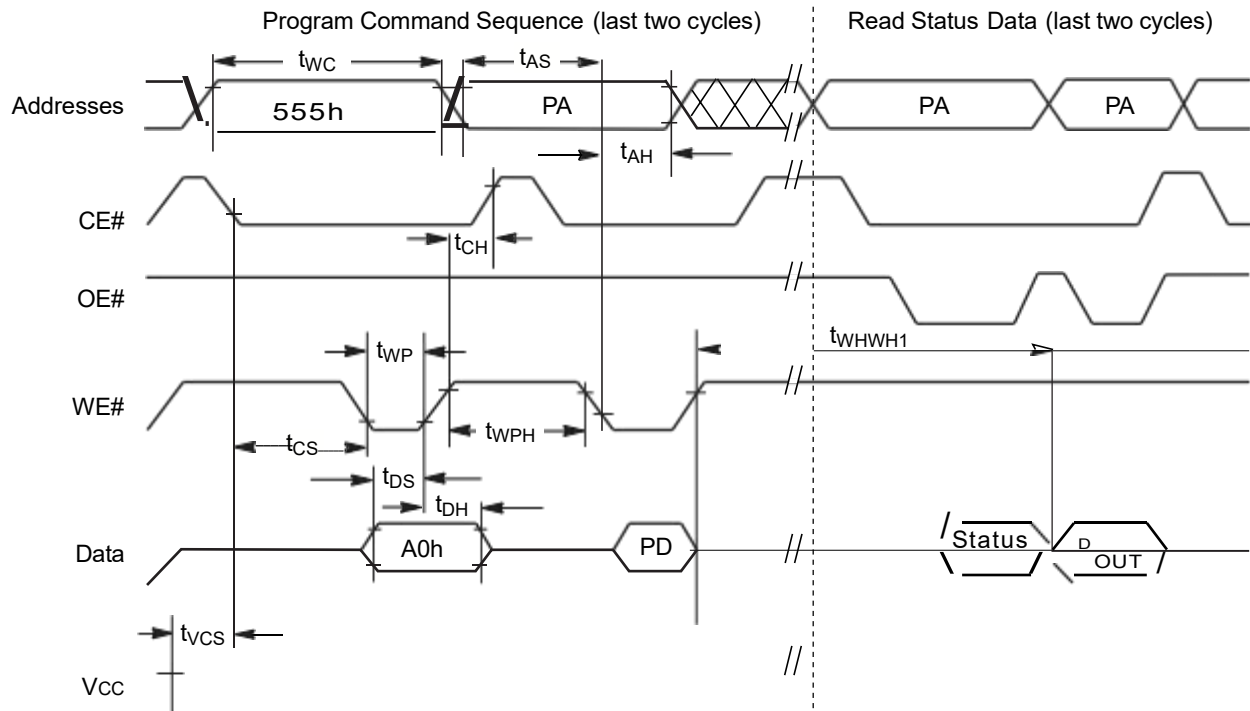 Program Command Sequence (last two cycles)
Read Status Data (last two cycles)
tWC
tAS
Addresses
555h
PA
PA
PA
tAH
CE#
tCH
OE#
tWP
tWHWH1
WE#
tCS
tWPH
tDS
tDH
Data
A0h
PD
Status
DOUT
tVCS
VCC